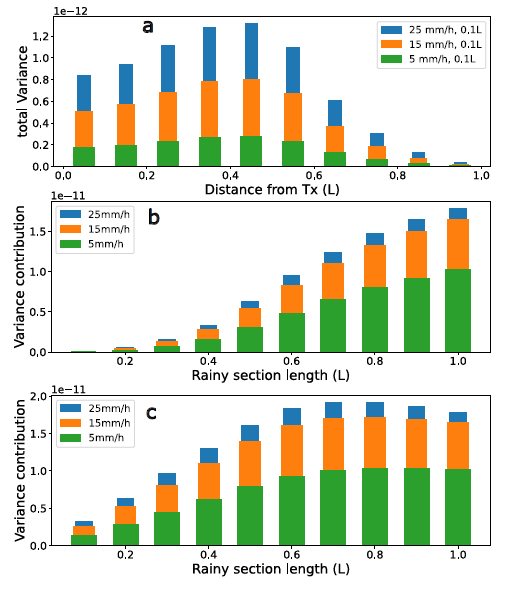 1e−12
a
25 mm/h, 0.1L
15 mm/h, 0.1L
5 mm/h, 0.1L
total Variance
1.2
1.0
0.8
0.6
0.4
0.2
0.0
0.0 0.2 0.4 0.6 0.8 1.0
Distance from Tx (L)
1e−11
b
25mm/h
15mm/h
5mm/h
Variance contribution
1.5
1.0
0.5
0.0
0.2 0.4 0.6 0.8 1.0
Rainy section length (L)
1e−11
c
25mm/h
15mm/h
5mm/h
Variance contribution
2.0
1.5
1.0
0.5
0.0
0.2 0.4 0.6 0.8 1.0
Rainy section length (L)